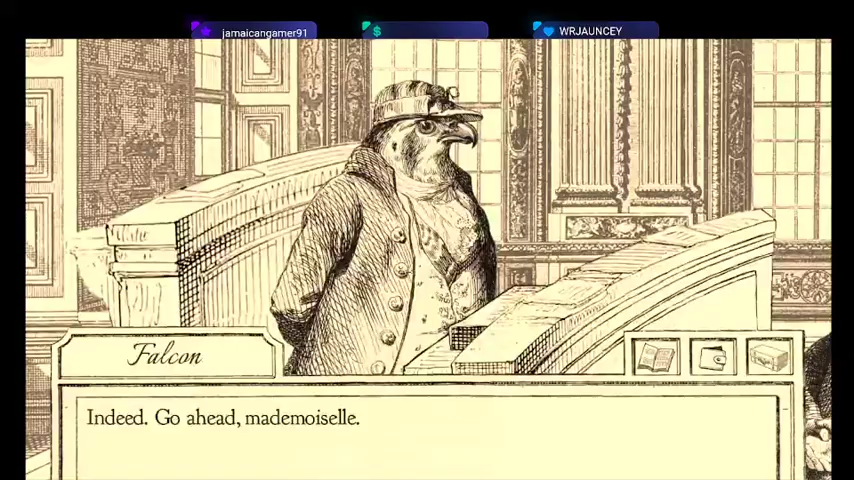 jamaicangamer91
$
WRJAUNCEY
Falcon
Indeed. Go ahead, mademoiselle.